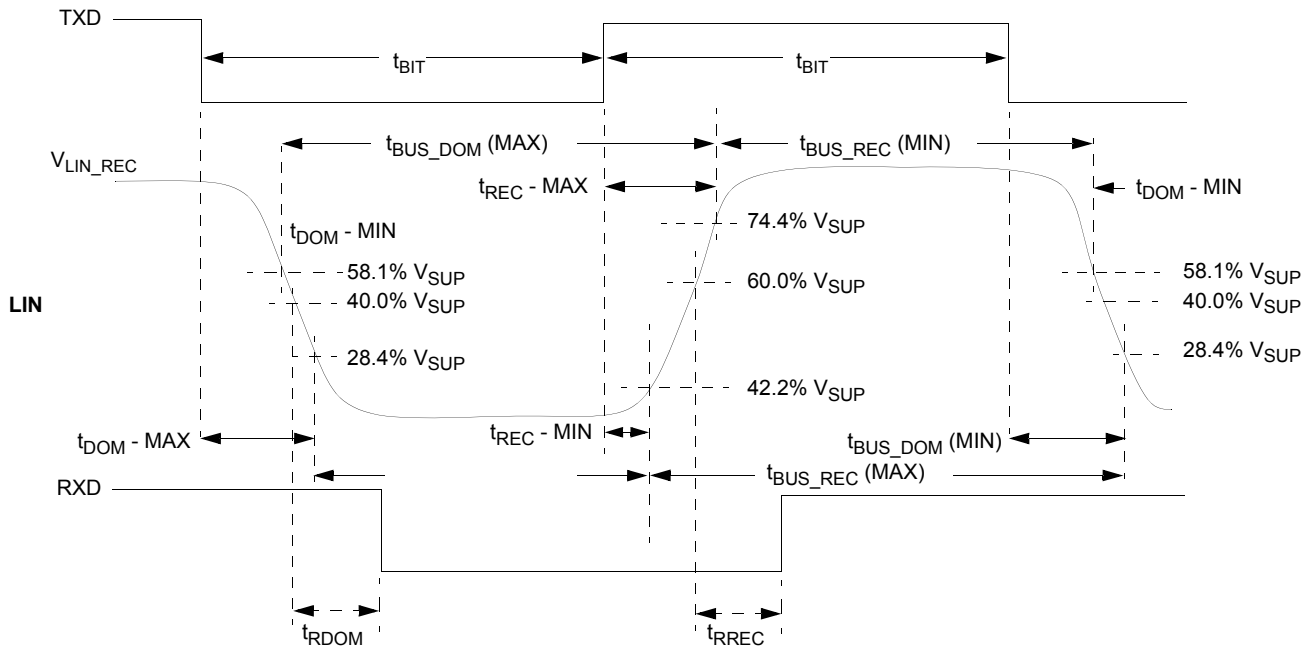 TXD
tBIT
tBIT
tBUS_DOM (MAX)
tBUS_REC (MIN)
VLIN_REC
tREC - MAX
tDOM - MIN
74.4% VSUP
tDOM - MIN
58.1% VSUP
60.0% VSUP
58.1% VSUP
LIN
40.0% VSUP
40.0% VSUP
28.4% VSUP
28.4% VSUP
42.2% VSUP
tDOM - MAX
tREC - MIN
tBUS_DOM (MIN)
tBUS_REC (MAX)
RXD
tRDOM
tRREC